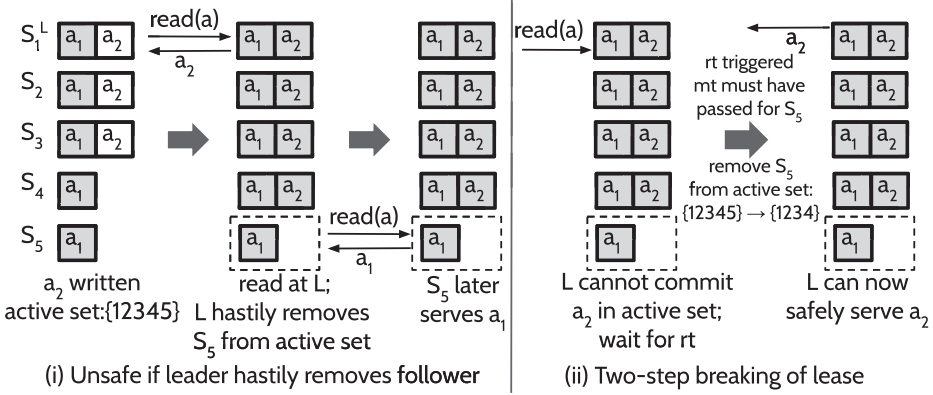 S1L a1 a2 read(a) a1 a2 a1 a2
a2
S2 a1 a2 a1 a2 a1 a2
S3 a1 a2 a1 a2 a1 a2
S4 a1 a1 a2 a1 a2
read(a)
S5 a1 a1 a1
a1
a2 written
active set:{12345}
read at L;
L hastily removes
S5 from active set
S5 later
serves a1
(i) Unsafe if leader hastily removes follower
read(a) a1 a2 a2 a1 a2
a1 a2 a1 a2
a1 a2 a1 a2
a1 a2 a1 a2
a1 a1
rt triggered
mt must have
passed for S5
remove S5
from active set:
{12345} → {1234}
L cannot commit
a2 in active set;
wait for rt
L can now
safely serve a2
(ii) Two-step breaking of lease